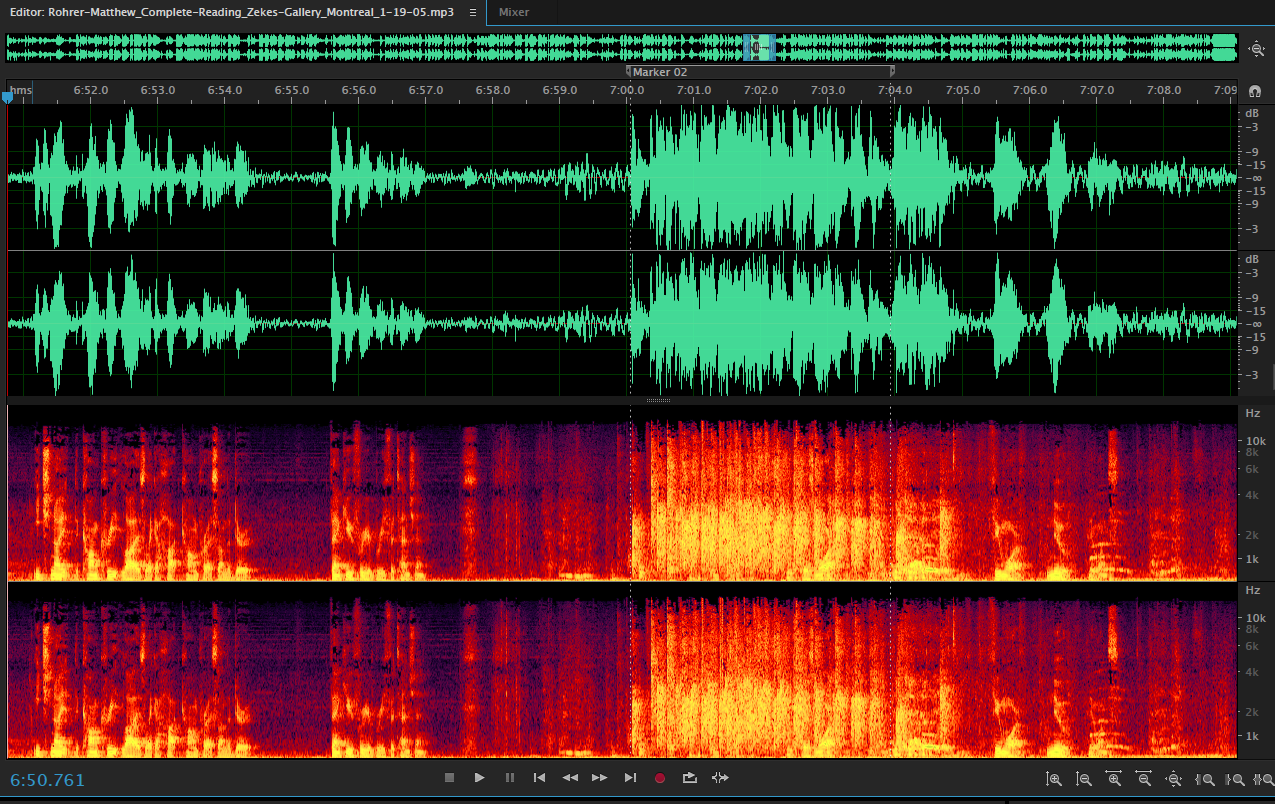 Editor: Rohrer-Matthew_Complete-Reading_Zekes-Gallery_Montreal_1-19-05.mp3 Mixer
Marker 02
hms 6:52.0 6:53.0 6:54.0 6:55.0 6:56.0 6:57.0 6:58.0 6:59.0 7:00.0 7:01.0 7:02.0 7:03.0 7:04.0 7:05.0 7:06.0 7:07.0 7:08.0 7:09
dB
-3
-9
-15
-∞
-15
-9
-3
dB
-3
-9
-15
-∞
-15
-9
-3
Hz
10k
8k
6k
4k
2k
1k
Hz
10k
8k
6k
4k
2k
1k
6:50.761